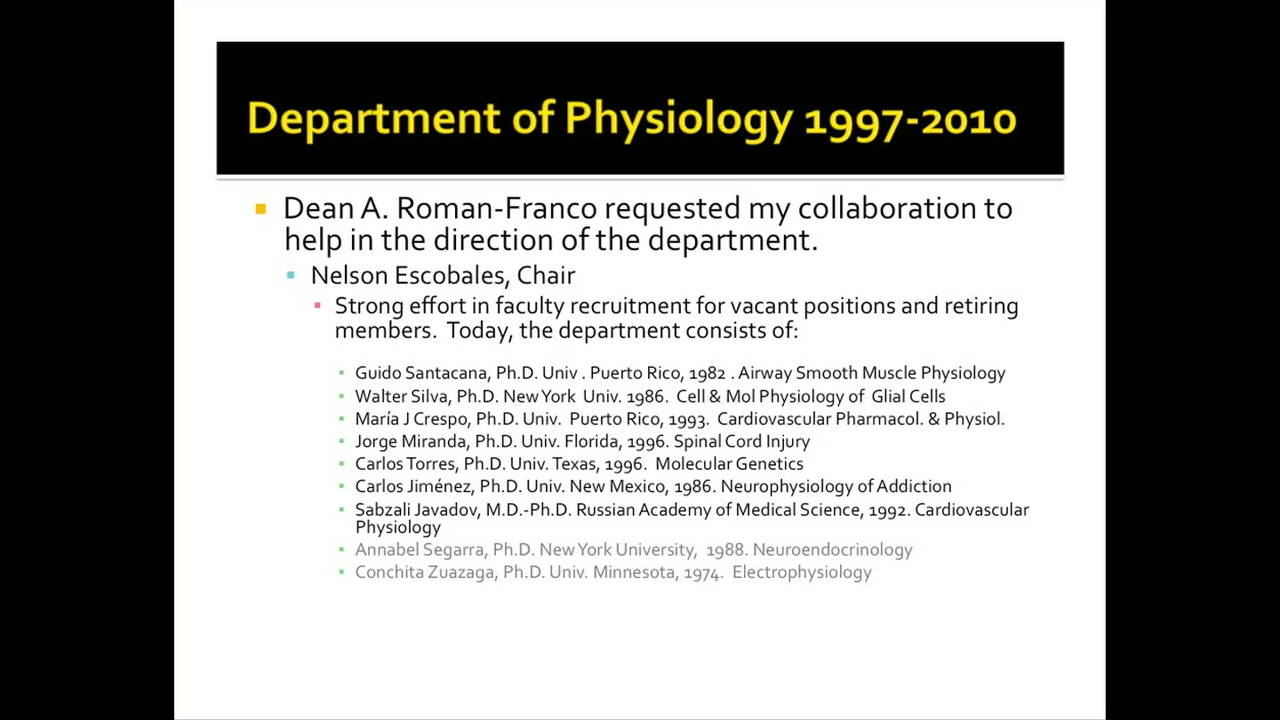 Department of Physiology 1997-2010
Dean A. Roman-Franco requested my collaboration to
help in the direction of the department.
Nelson Escobales, Chair
Strong effort in faculty recruitment for vacant positions and retiring
members. Today, the department consists of:
Guido Santacana, Ph.D. Univ . Puerto Rico, 1982 . Airway Smooth Muscle Physiology
Walter Silva, Ph.D. New York Univ. 1986. Cell & Mol Physiology of Glial Cells
María J Crespo, Ph.D. Univ. Puerto Rico, 1993. Cardiovascular Pharmacol. & Physiol.
Jorge Miranda, Ph.D. Univ. Florida, 1996. Spinal Cord Injury
Carlos Torres, Ph.D. Univ. Texas, 1996. Molecular Genetics
Carlos Jiménez, Ph.D. Univ. New Mexico, 1986. Neurophysiology of Addiction
Sabzali Javadov, M.D.-Ph.D. Russian Academy of Medical Science, 1992. Cardiovascular
Physiology
Annabel Segarra, Ph.D. New York University, 1988. Neuroendocrinology
Conchita Zuazaga, Ph.D. Univ. Minnesota, 1974. Electrophysiology